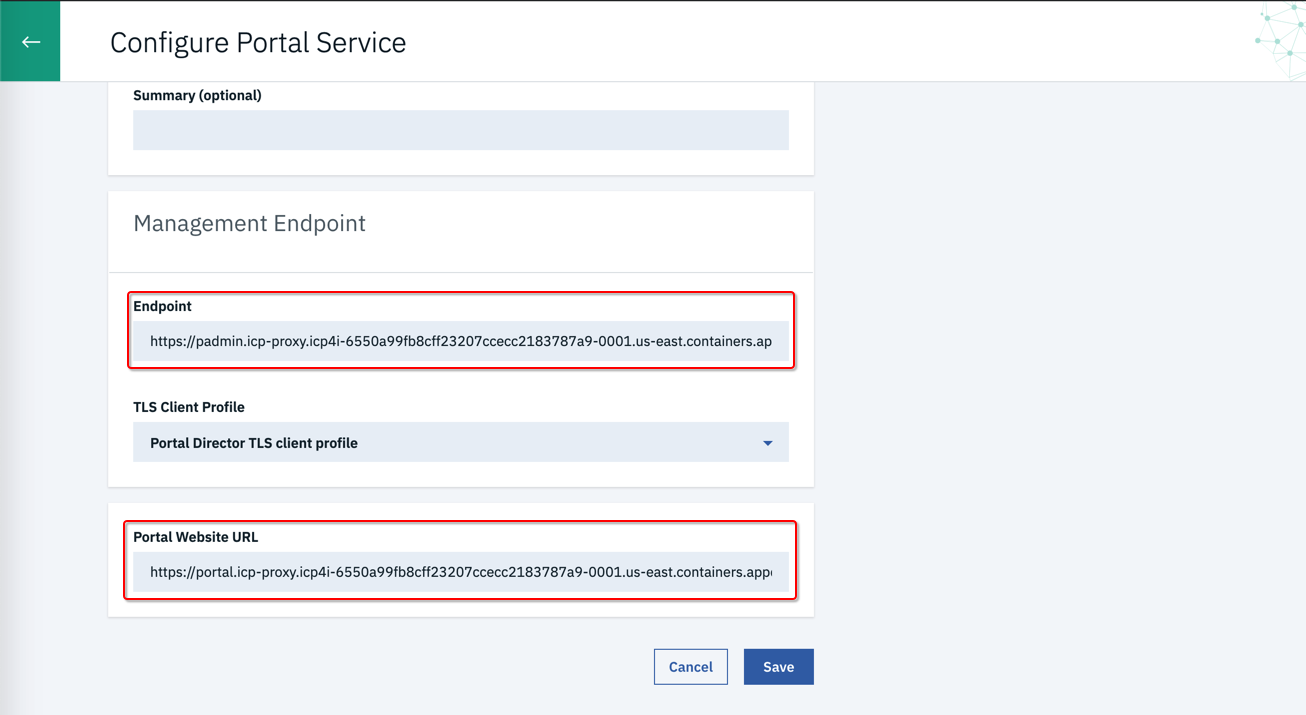 Configure Portal Service
Summary (optional)
Management Endpoint
Endpoint
https://padmin.icp-proxy.icp4i-6550a99fb8cff23207ccecc2183787a9-0001.us-east.containers.ap
TLS Client Profile
Portal Director TLS client profile
Portal Website URL
https://portal.icp-proxy.icp4i-6550a99fb8cff23207ccecc2183787a9-0001.us-east.containers.app
Cancel
Save